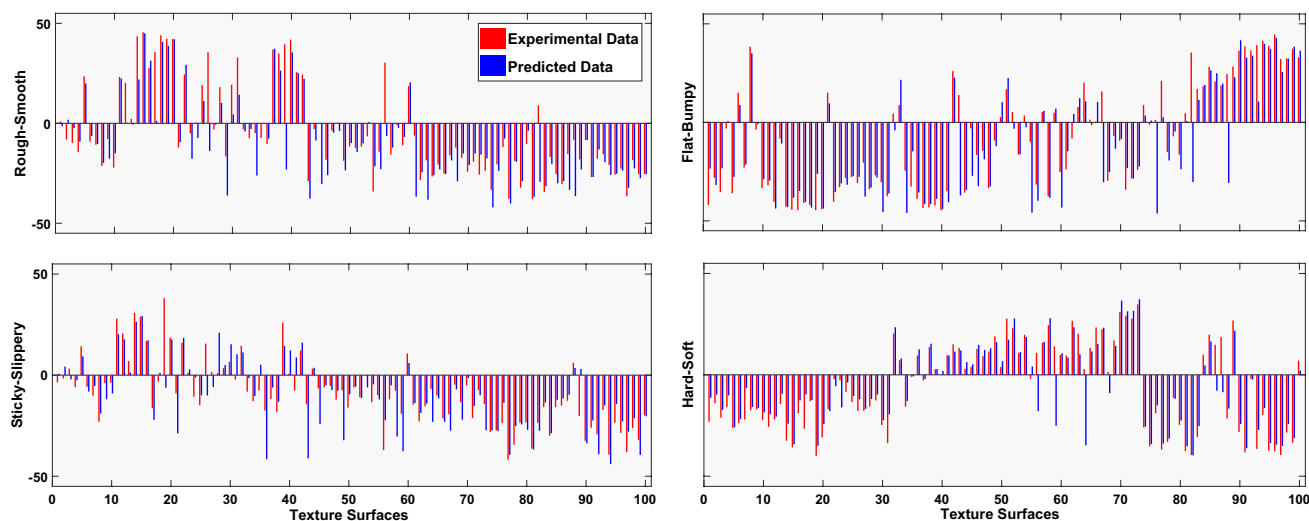 50
0
-50
Rough-Smooth
Experimental Data
Predicted Data
Flat-Bumpy
50
0
-50
Sticky-Slippery
0 10 20 30 40 50 60 70 80 90 100
Texture Surfaces
Hard-Soft
0 10 20 30 40 50 60 70 80 90 100
Texture Surfaces